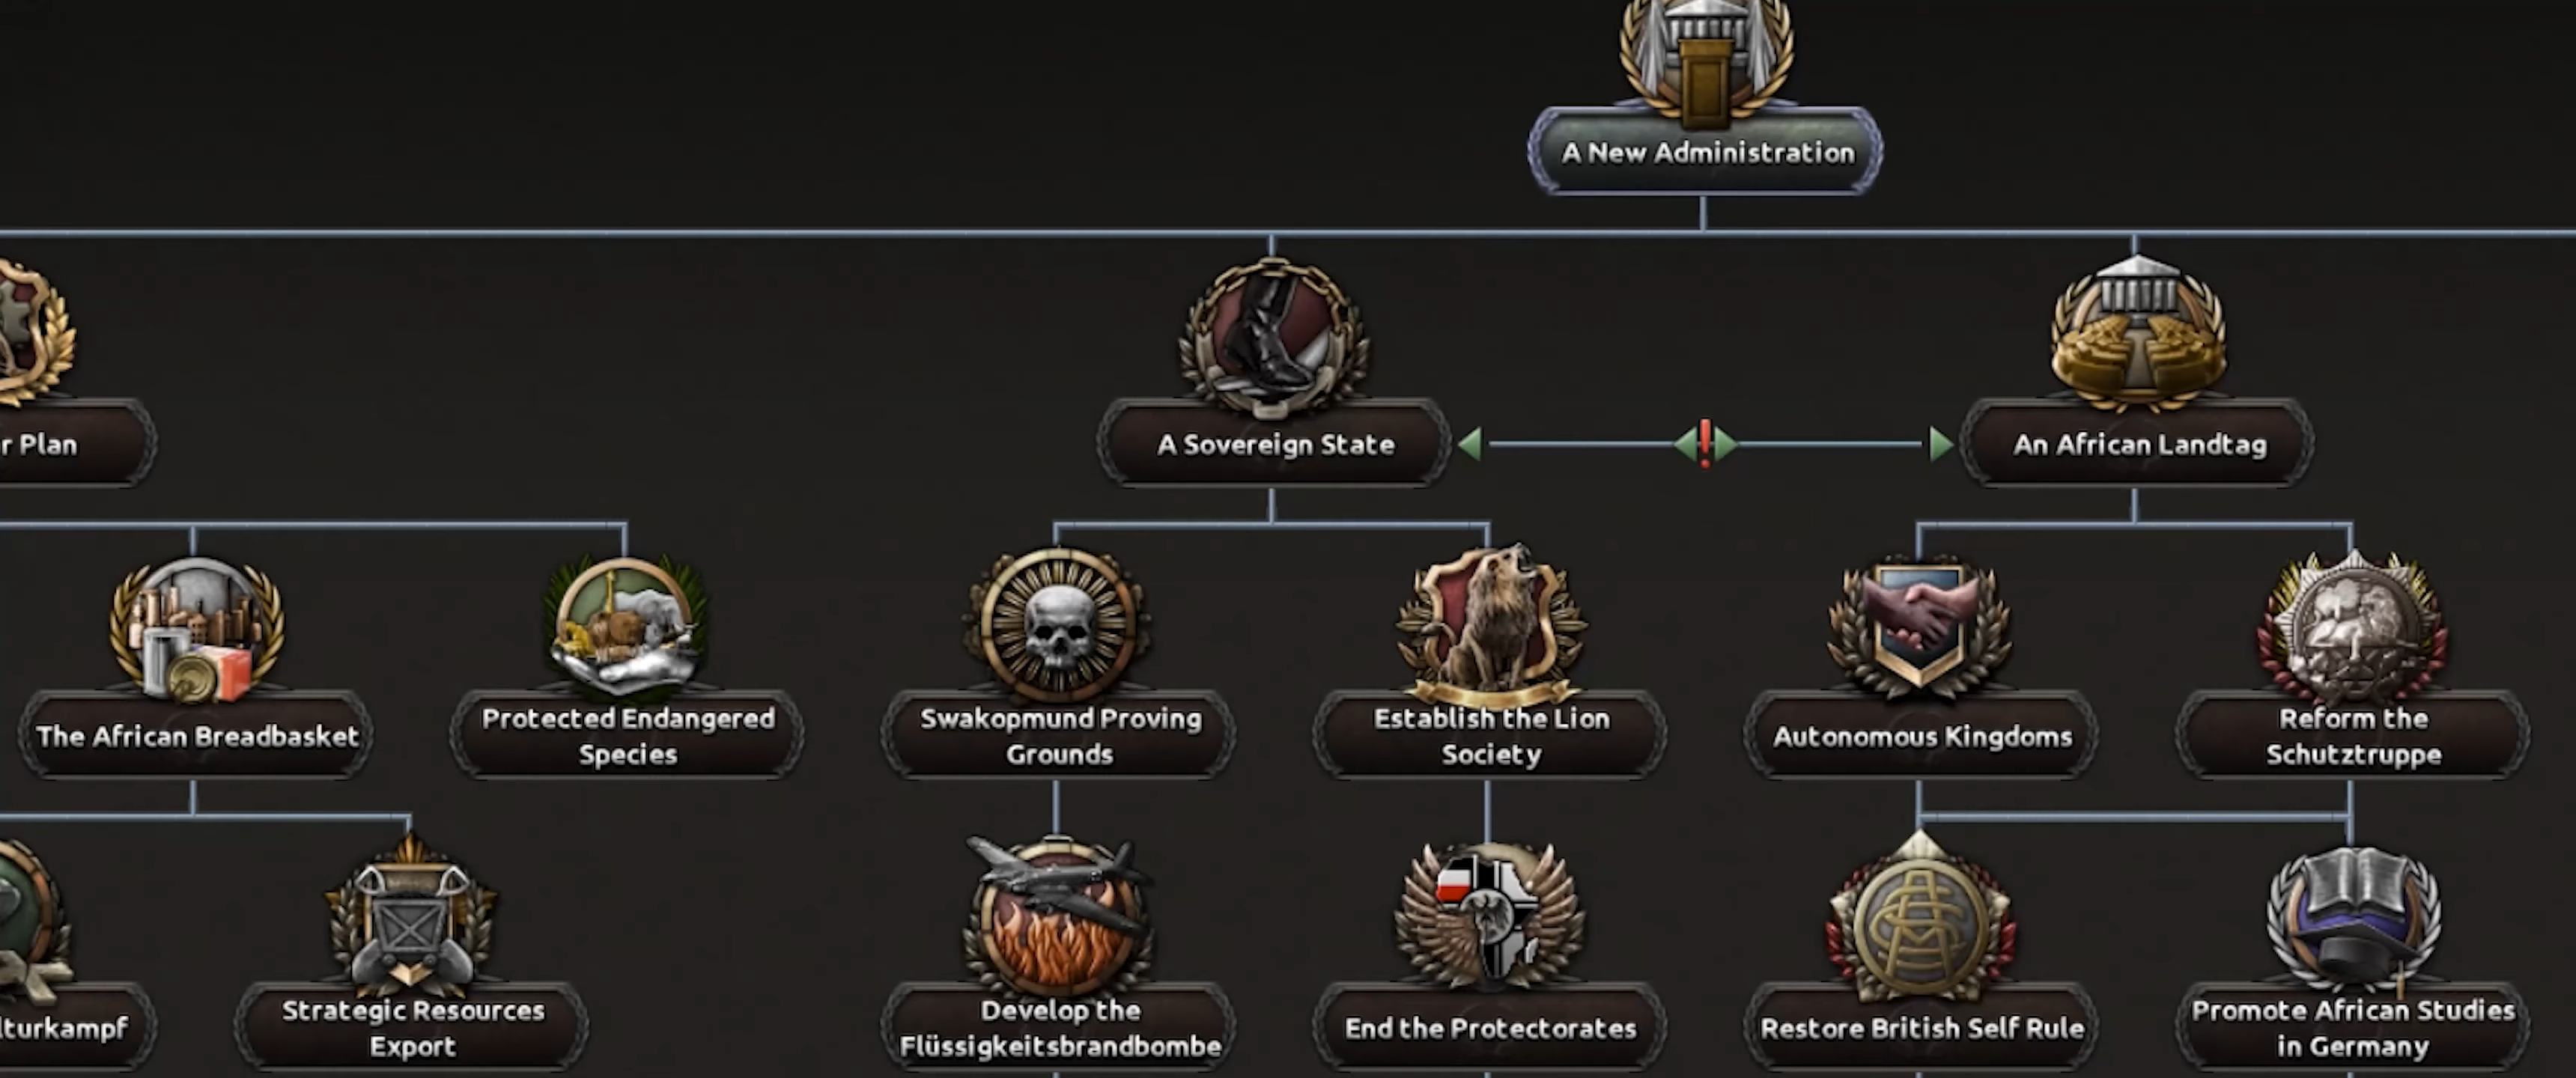 A New Administration
r Plan
A Sovereign State
An African Landtag
The African Breadbasket
Protected Endangered
Species
Swakopmund Proving
Grounds
Establish the Lion
Society
Autonomous Kingdoms
Reform the
Schutztruppe
lturkampf
Strategic Resources
Export
Develop the
Flüssigkeitsbrandbombe
End the Protectorates
Restore British Self Rule
Promote African Studies
in Germany